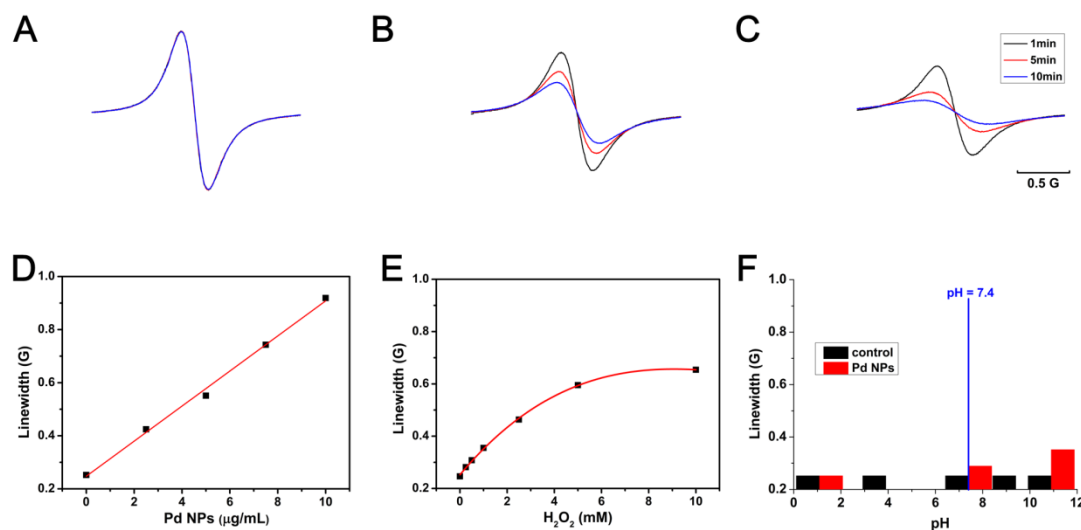 A
B
C
1min
5min
10min
0.5 G
D
1.0
0.8
0.6
0.4
0.2
Linewidth (G)
0 2 4 6 8 10
Pd NPs (μg/mL)
E
1.0
0.8
0.6
0.4
0.2
Linewidth (G)
0 2 4 6 8 10
H₂O₂ (mM)
F
1.0
0.8
0.6
0.4
0.2
Linewidth (G)
pH = 7.4
control
Pd NPs
0 2 4 6 8 10 12
pH